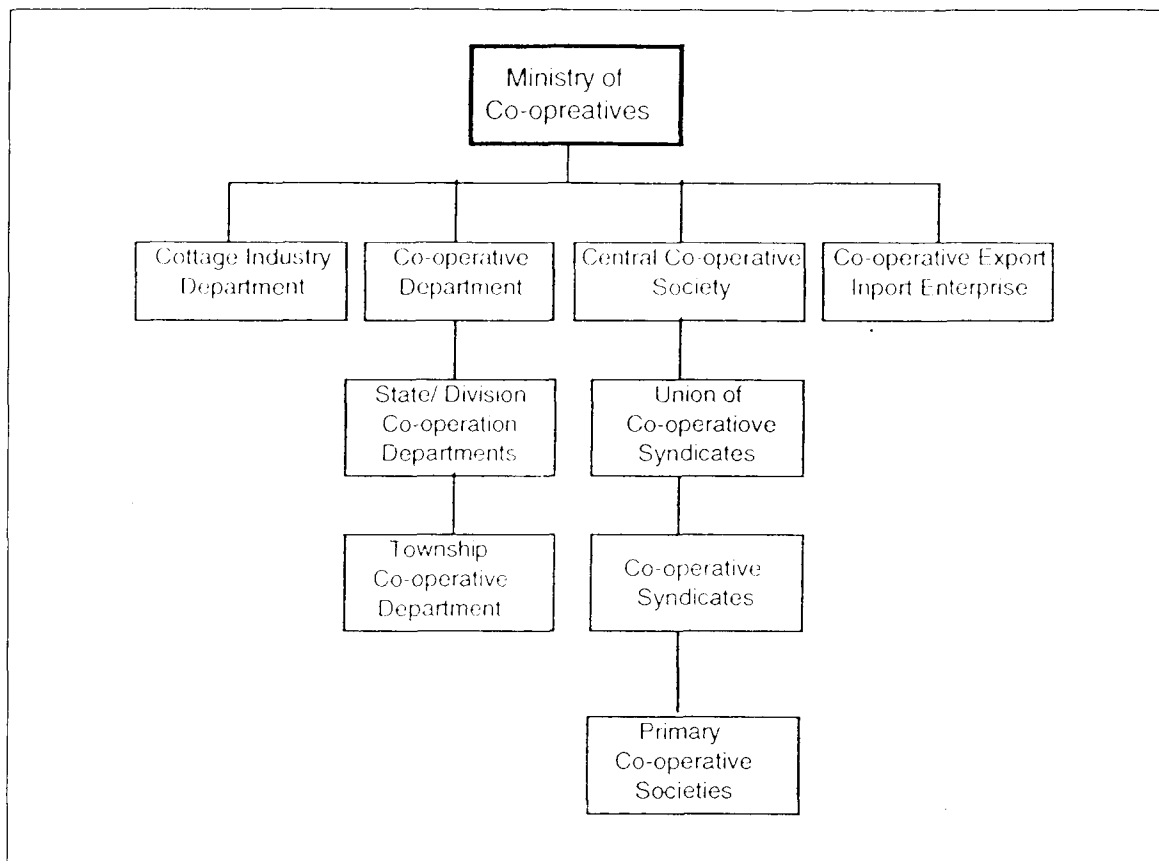 Ministry of
Co-opreatives
Cottage Industry
Department
Co-operative
Department
Central Co-operative
Society
Co-operative Export
Inport Enterprise
State/ Division
Co-operation
Departments
Union of
Co-operatiove
Syndicates
Township
Co-operative
Department
Co-operative
Syndicates
Primary
Co-operative
Societies